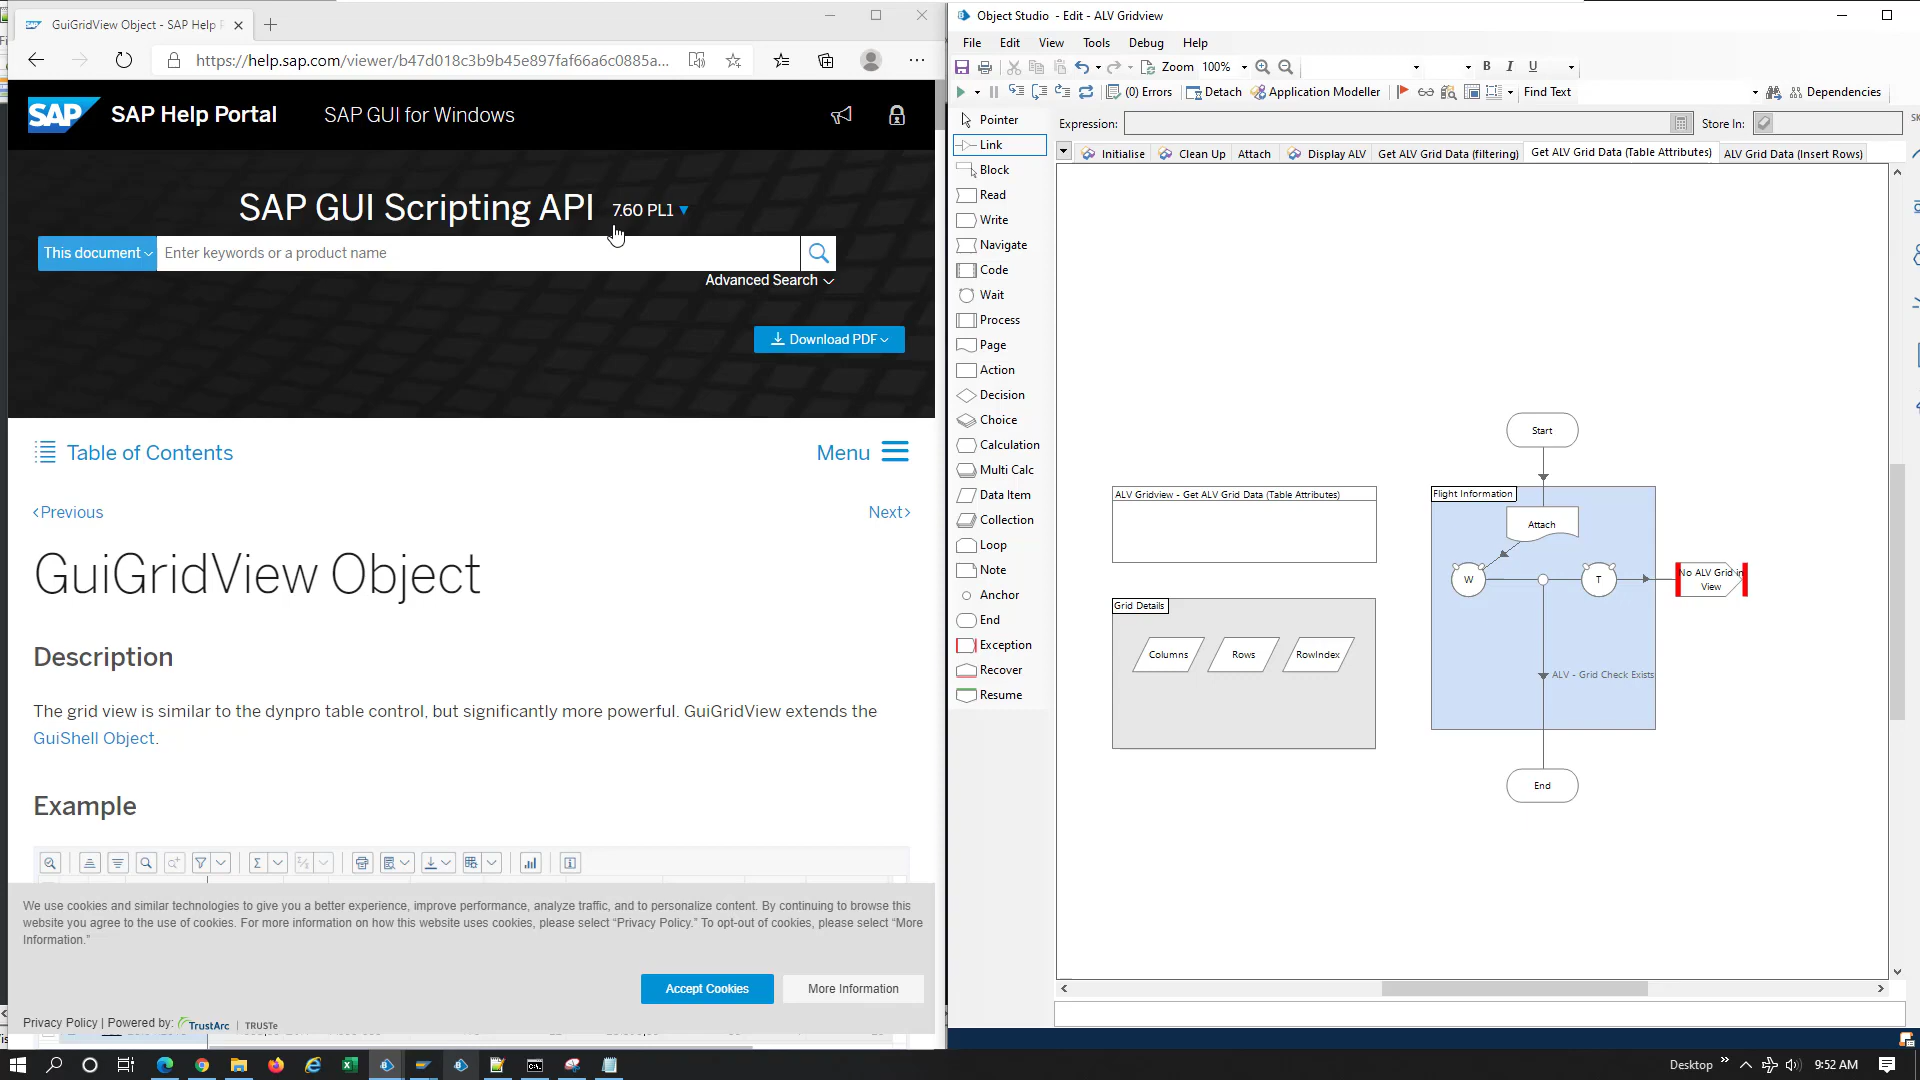 GuiGridView Object - SAP Help
https://help.sap.com/viewer/b47d018c3b9b45e897faf66a6c0885a...
SAP
SAP Help Portal
SAP GUI for Windows
SAP GUI Scripting API
7.60 PL1
This document
Enter keywords or a product name
Advanced Search
Download PDF
Table of Contents
Menu
Previous
Next
GuiGridView Object
Description
The grid view is similar to the dynpro table control, but significantly more powerful. GuiGridView extends the
GuiShell Object.
Example
We use cookies and similar technologies to give you a better experience, improve performance, analyze traffic, and to personalize content. By continuing to browse this
website you agree to the use of cookies. For more information on how this website uses cookies, please select “Privacy Policy.” To opt-out of cookies, please select “More
Information.”
Accept Cookies
More Information
Privacy Policy | Powered by: TrustArc | TRUSTe
Object Studio - Edit - ALV Gridview
File Edit View Tools Debug Help
Zoom 100% B I U
(0) Errors Detach Application Modeller Find Text Dependencies
Expression:
Store In:
Initialise Clean Up Attach Display ALV Get ALV Grid Data (filtering) Get ALV Grid Data (Table Attributes) ALV Grid Data (Insert Rows)
Pointer
Link
Block
Read
Write
Navigate
Code
Wait
Process
Page
Action
Decision
Choice
Calculation
Multi Calc
Data Item
Collection
Loop
Note
Anchor
End
Exception
Recover
Resume
ALV Gridview - Get ALV Grid Data (Table Attributes)
Grid Details
Columns
Rows
RowIndex
Start
Flight Information
Attach
W
T
No ALV Grid in
View
ALV - Grid Check Exists
End
Desktop
9:52 AM